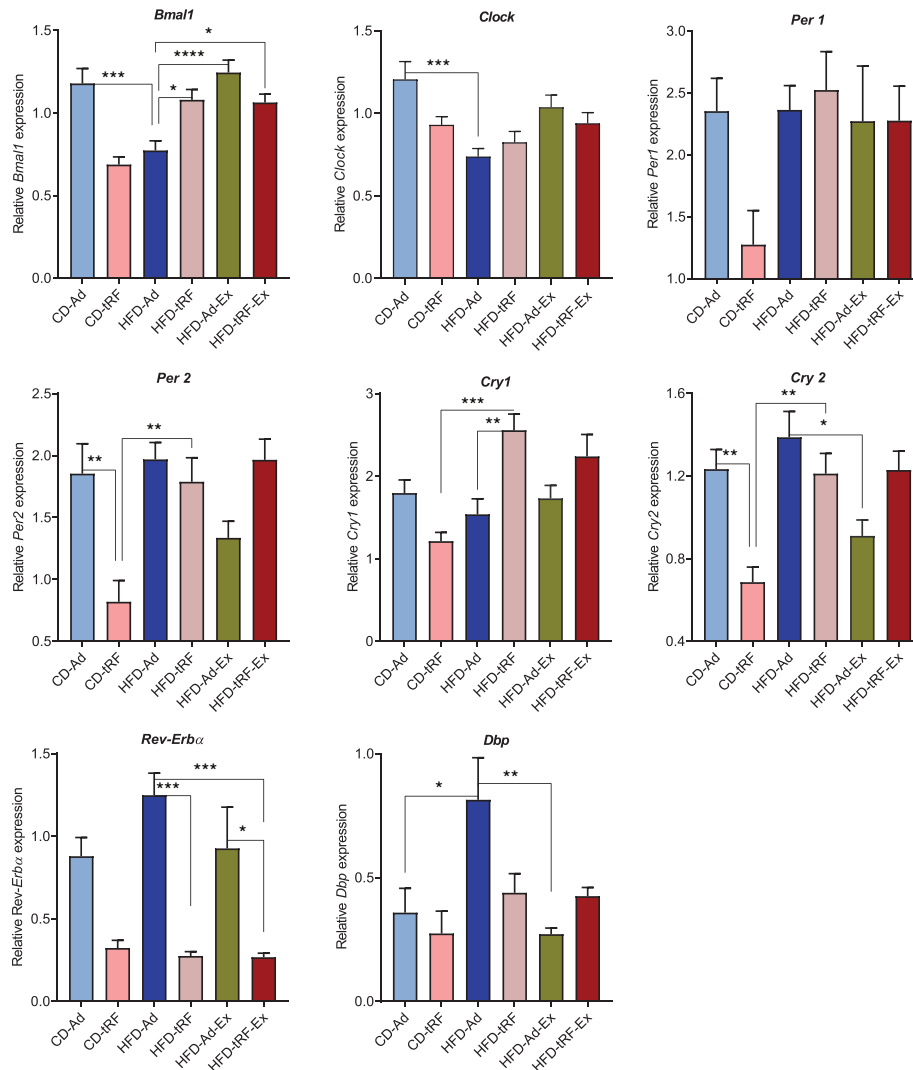 Bmal1
Relative Bmal1 expression
1.5
1.0
0.5
0.0
***
*
****
*
CD-Ad
CD-tRF
HFD-Ad
HFD-tRF
HFD-Ad-Ex
HFD-tRF-Ex
Clock
Relative Clock expression
1.5
1.0
0.5
0.0
***
CD-Ad
CD-tRF
HFD-Ad
HFD-tRF
HFD-Ad-Ex
HFD-tRF-Ex
Per 1
Relative Per1 expression
3.0
2.5
2.0
1.5
1.0
CD-Ad
CD-tRF
HFD-Ad
HFD-tRF
HFD-Ad-Ex
HFD-tRF-Ex
Per 2
Relative Per2 expression
2.5
2.0
1.5
1.0
0.5
**
**
CD-Ad
CD-tRF
HFD-Ad
HFD-tRF
HFD-Ad-Ex
HFD-tRF-Ex
Cry1
Relative Cry1 expression
3
2
1
0
***
**
CD-Ad
CD-tRF
HFD-Ad
HFD-tRF
HFD-Ad-Ex
HFD-tRF-Ex
Cry 2
Relative Cry2 expression
1.6
1.2
0.8
0.4
**
**
*
CD-Ad
CD-tRF
HFD-Ad
HFD-tRF
HFD-Ad-Ex
HFD-tRF-Ex
Rev-Erbα
Relative Rev-Erbα expression
1.5
1.0
0.5
0.0
***
***
*
CD-Ad
CD-tRF
HFD-Ad
HFD-tRF
HFD-Ad-Ex
HFD-tRF-Ex
Dbp
Relative Dbp expression
1.0
0.5
0.0
*
**
CD-Ad
CD-tRF
HFD-Ad
HFD-tRF
HFD-Ad-Ex
HFD-tRF-Ex